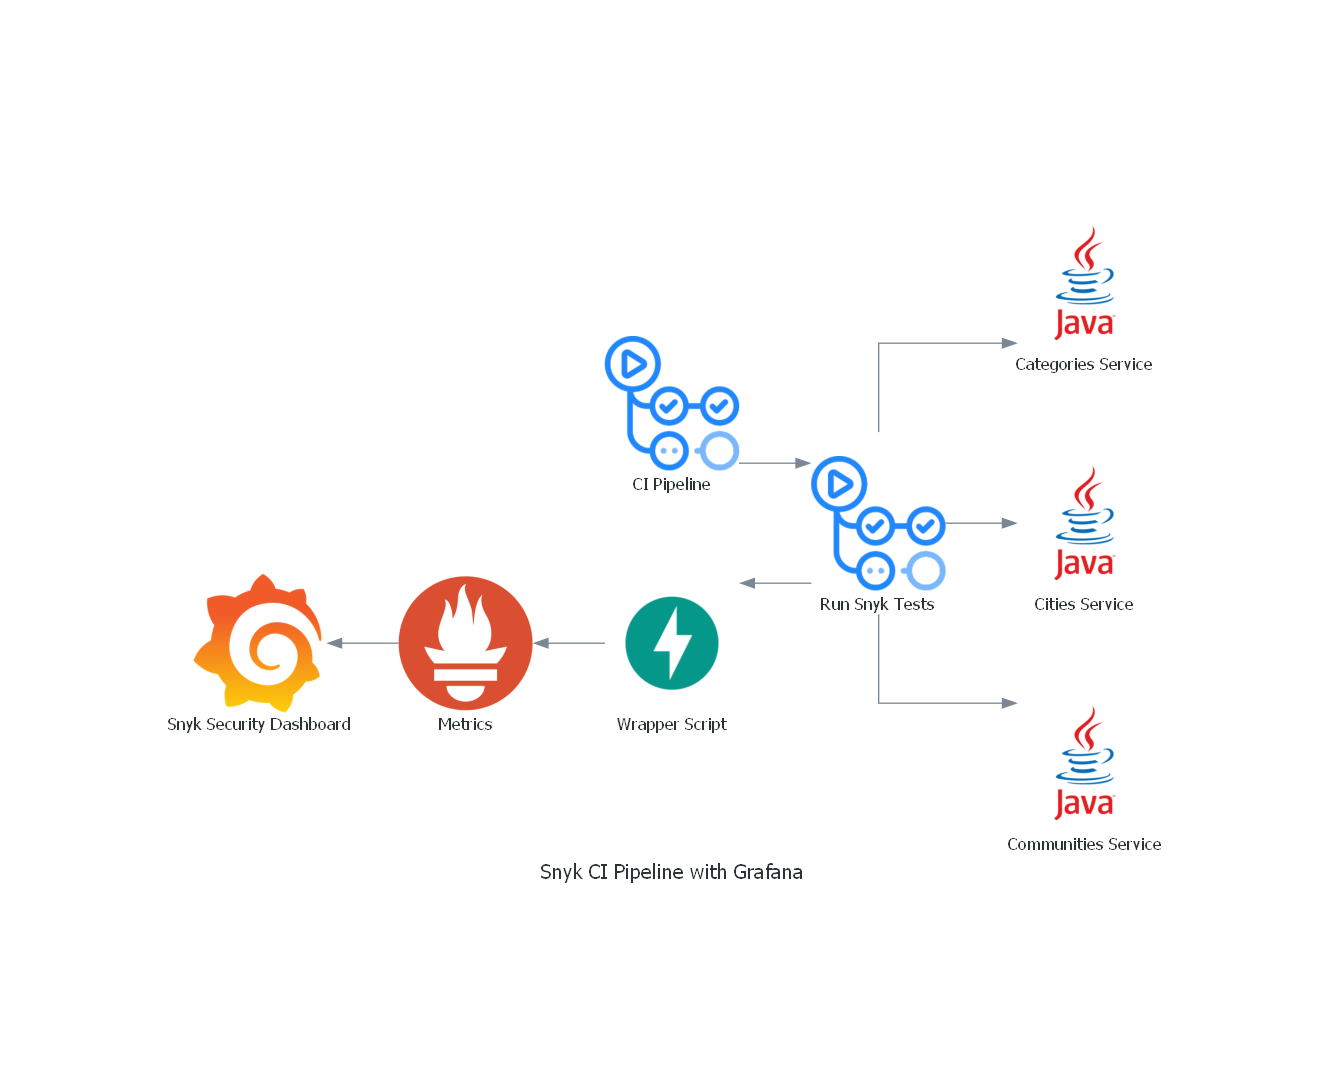 Java
Categories Service
CI Pipeline
Java
Run Snyk Tests
Cities Service
Snyk Security Dashboard
Metrics
Wrapper Script
Java
Communities Service
Snyk CI Pipeline with Grafana